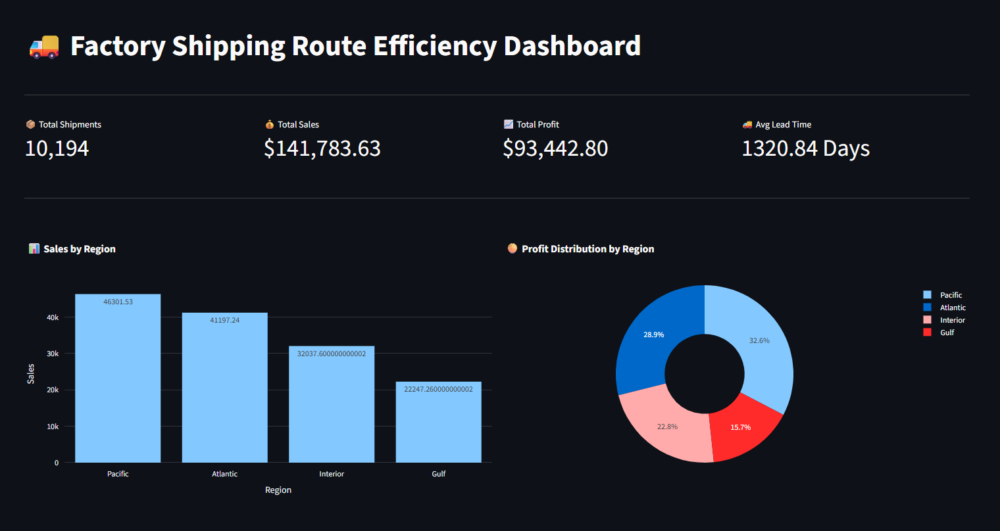 Factory Shipping Route Efficiency Dashboard
Total Shipments
10,194
Total Sales
$141,783.63
Total Profit
$93,442.80
Avg Lead Time
1320.84 Days
Sales by Region
46301.53
41197.24
32037.600000000002
22247.260000000002
40k
30k
20k
10k
0
Sales
Pacific
Atlantic
Interior
Gulf
Region
Profit Distribution by Region
28.9%
32.6%
22.8%
15.7%
Pacific
Atlantic
Interior
Gulf